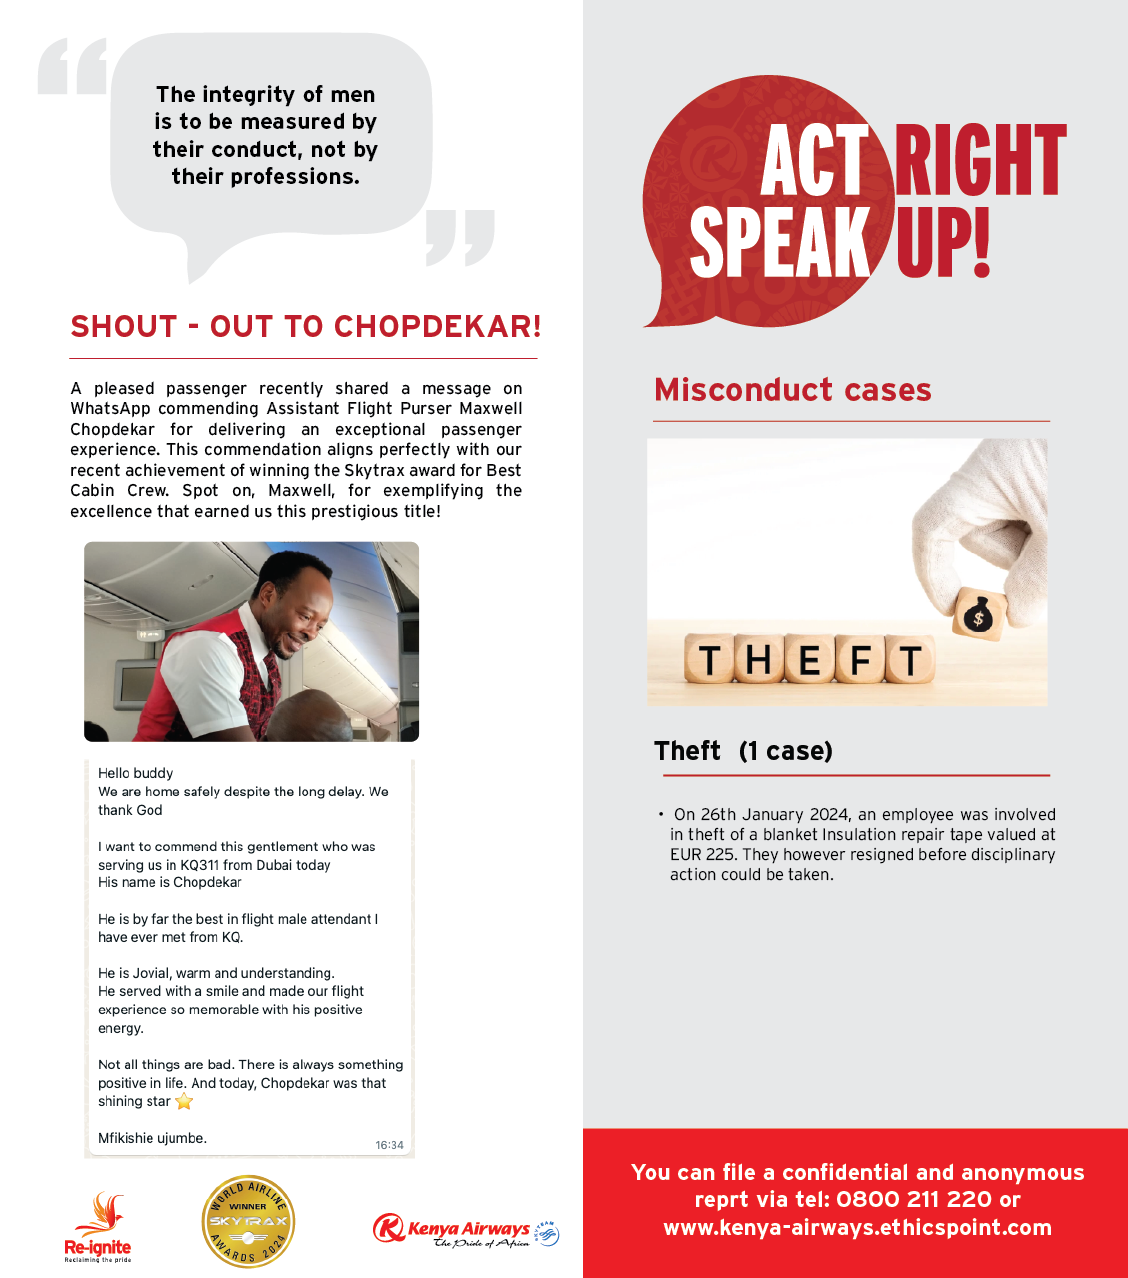 “
The integrity of men
is to be measured by
their conduct, not by
their professions.
”
SHOUT - OUT TO CHOPDEKAR!
A pleased passenger recently shared a message on
WhatsApp commending Assistant Flight Purser Maxwell
Chopdekar for delivering an exceptional passenger
experience. This commendation aligns perfectly with our
recent achievement of winning the Skytrax award for Best
Cabin Crew. Spot on, Maxwell, for exemplifying the
excellence that earned us this prestigious title!
Hello buddy
We are home safely despite the long delay. We
thank God
I want to commend this gentlement who was
serving us in KQ311 from Dubai today
His name is Chopdekar
He is by far the best in flight male attendant I
have ever met from KQ.
He is Jovial, warm and understanding.
He served with a smile and made our flight
experience so memorable with his positive
energy.
Not all things are bad. There is always something
positive in life. And today, Chopdekar was that
shining star ⭐
Mfikishie ujumbe.
16:34
Re-ignite
Reclaiming the pride
WORLD AIRLINE
WINNER
SKYTRAX
AWARDS 2024
Kenya Airways
The Pride of Africa
SKYTEAM
ACT RIGHT
SPEAK UP!
Misconduct cases
$
THEFT
Theft (1 case)
• On 26th January 2024, an employee was involved
in theft of a blanket Insulation repair tape valued at
EUR 225. They however resigned before disciplinary
action could be taken.
You can file a confidential and anonymous
reprt via tel: 0800 211 220 or
www.kenya-airways.ethicspoint.com